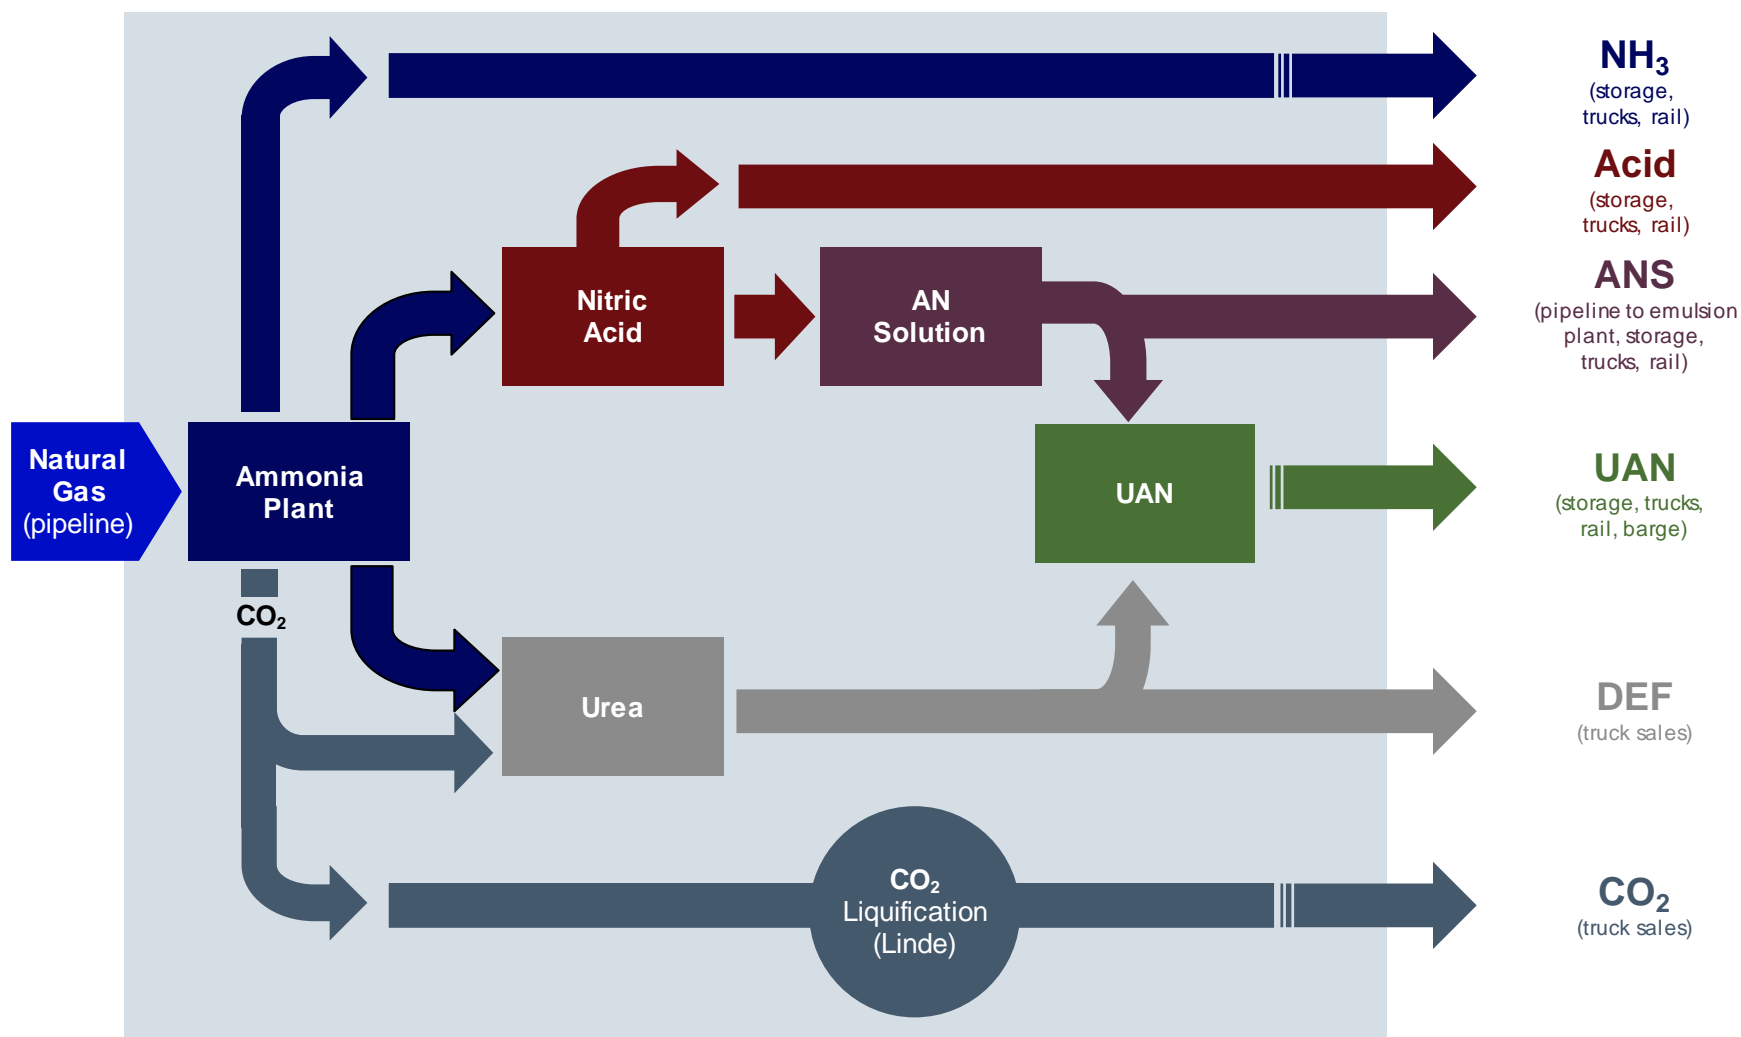 NH₃
(storage,
trucks, rail)
Acid
(storage,
trucks, rail)
Nitric
Acid
AN
Solution
ANS
(pipeline to emulsion
plant, storage,
trucks, rail)
Natural
Gas
(pipeline)
Ammonia
Plant
UAN
UAN
(storage, trucks,
rail, barge)
CO₂
Urea
DEF
(truck sales)
CO₂
Liquification
(Linde)
CO₂
(truck sales)